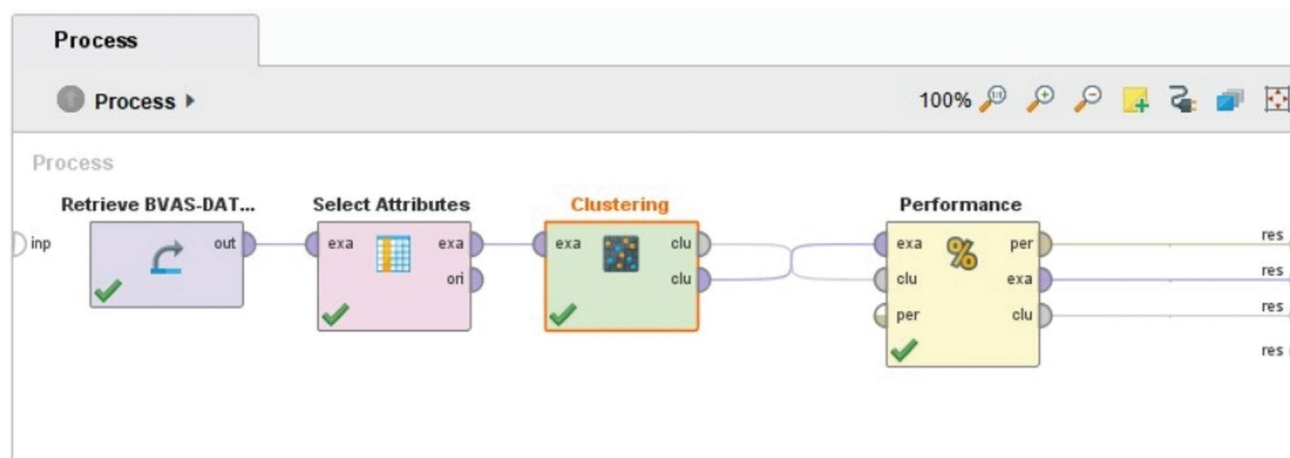 Process
Process
100%
Process
Retrieve BVAS-DAT... Select Attributes Clustering Performance
inp out exa exa exa clu exa per res
ori clu clu exa res
per clu res
res